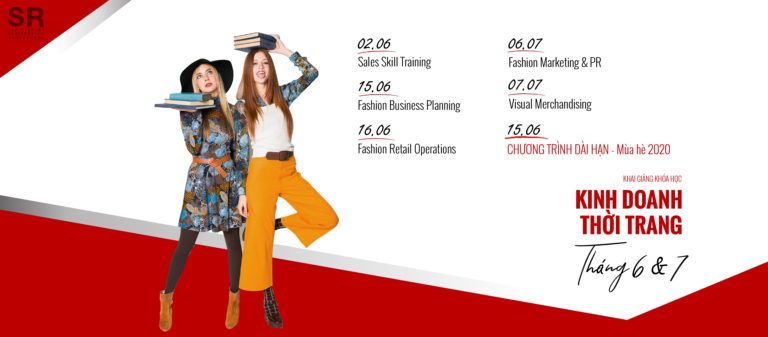 SR
02.06
Sales Skill Training
15.06
Fashion Business Planning
16.06
Fashion Retail Operations
06.07
Fashion Marketing & PR
07.07
Visual Merchandising
15.06
CHƯƠNG TRÌNH DÀI HẠN - Mùa hè 2020
KHAI GIẢNG KHÓA HỌC
KINH DOANH
THỜI TRANG
Tháng 6 & 7